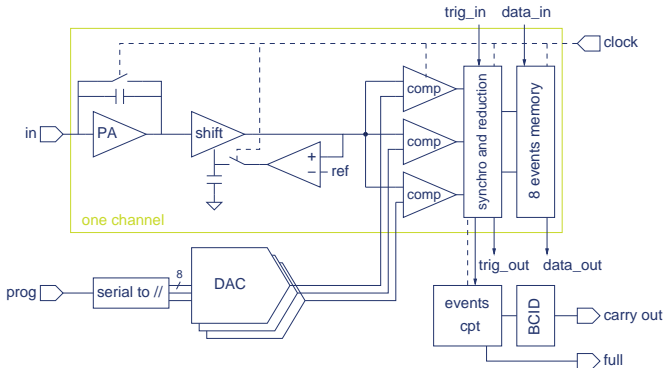 trig_in
data_in
clock
in
PA
shift
+
−
ref
comp
comp
comp
synchro and reduction
8 events memory
one channel
trig_out
data_out
prog
serial to //
8
DAC
events
cpt
BCID
carry out
full